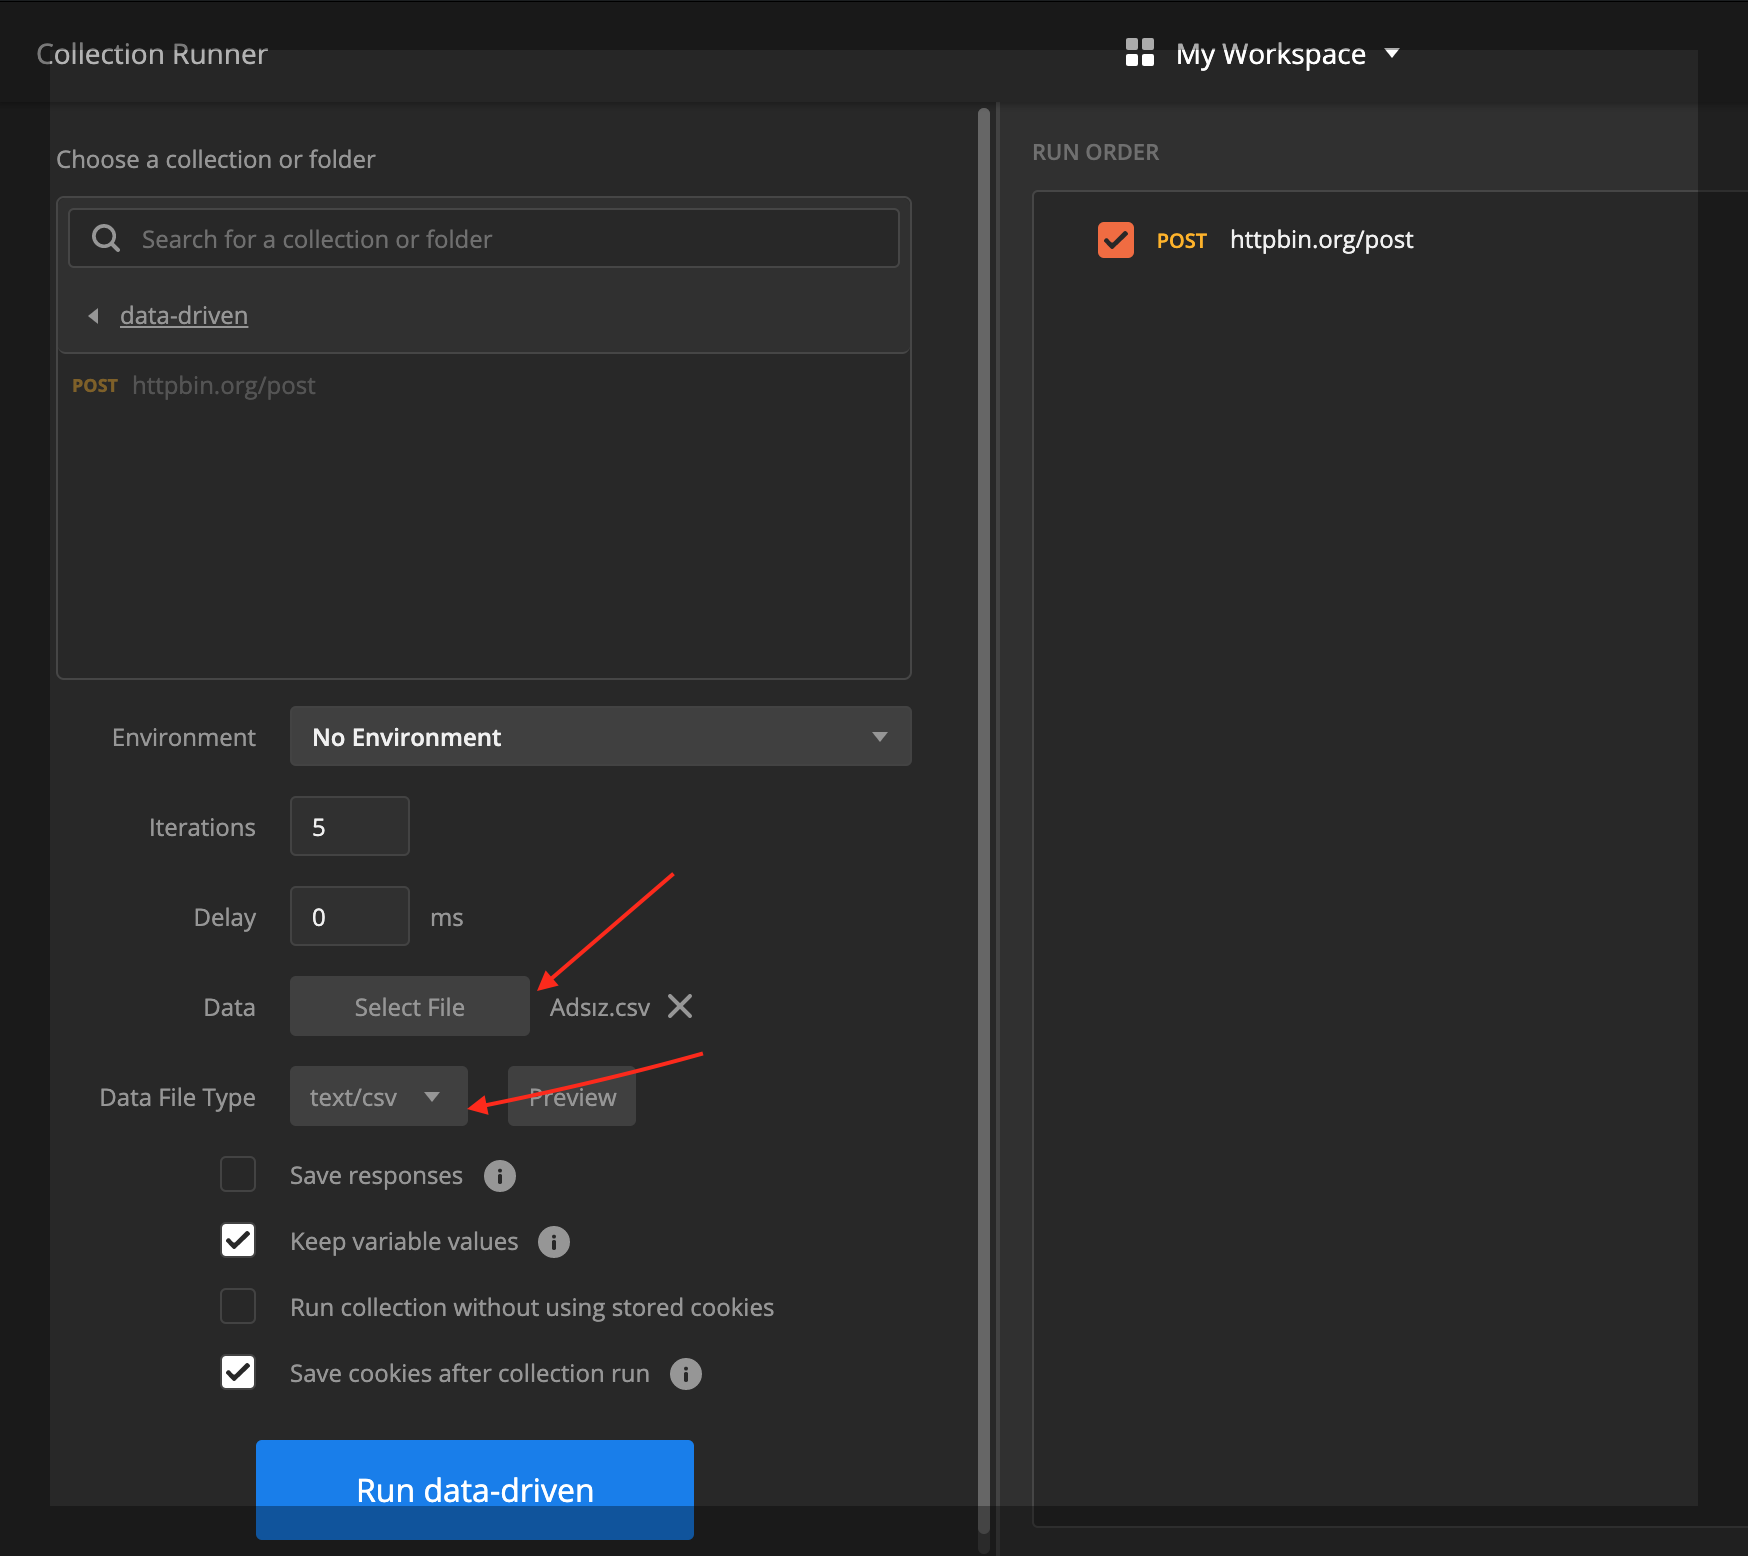 Collection Runner
My Workspace
Choose a collection or folder
Search for a collection or folder
data-driven
POST httpbin.org/post
Environment No Environment
Iterations 5
Delay 0 ms
Data Select File Adsız.csv
Data File Type text/csv Preview
Save responses
Keep variable values
Run collection without using stored cookies
Save cookies after collection run
Run data-driven
RUN ORDER
POST httpbin.org/post